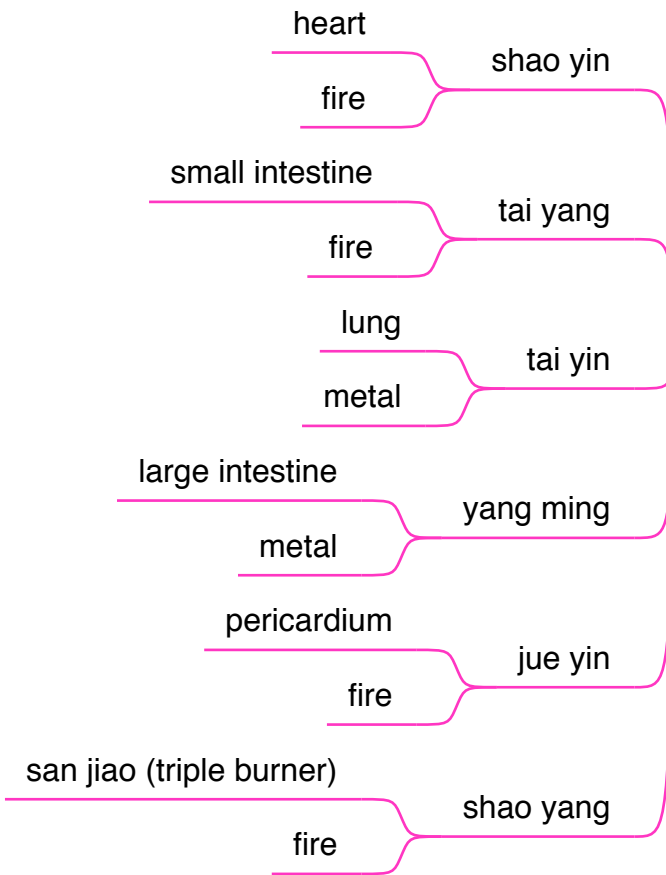 heart
shao yin
fire
small intestine
tai yang
fire
lung
tai yin
metal
large intestine
yang ming
metal
pericardium
jue yin
fire
san jiao (triple burner)
shao yang
fire